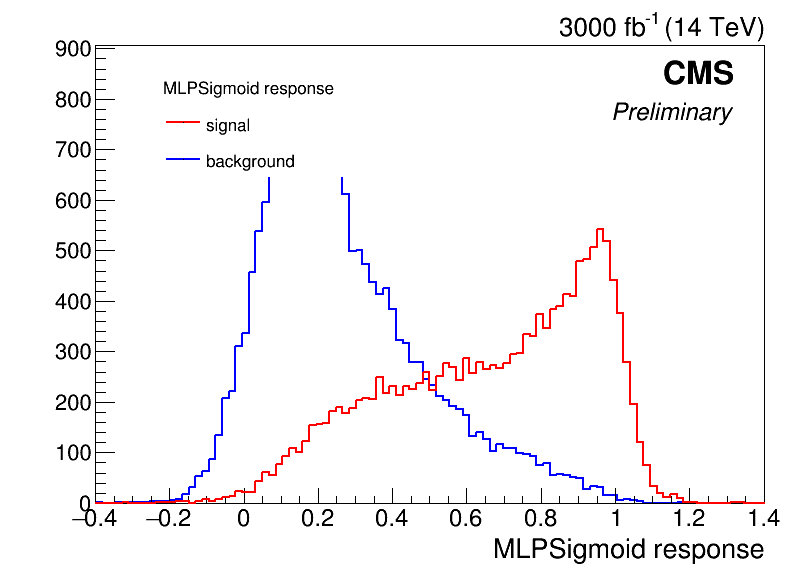 3000 fb-1 (14 TeV)
CMS
Preliminary
MLPSigmoid response
signal
background
900
800
700
600
500
400
300
200
100
0
−0.4 −0.2 0 0.2 0.4 0.6 0.8 1 1.2 1.4
MLPSigmoid response